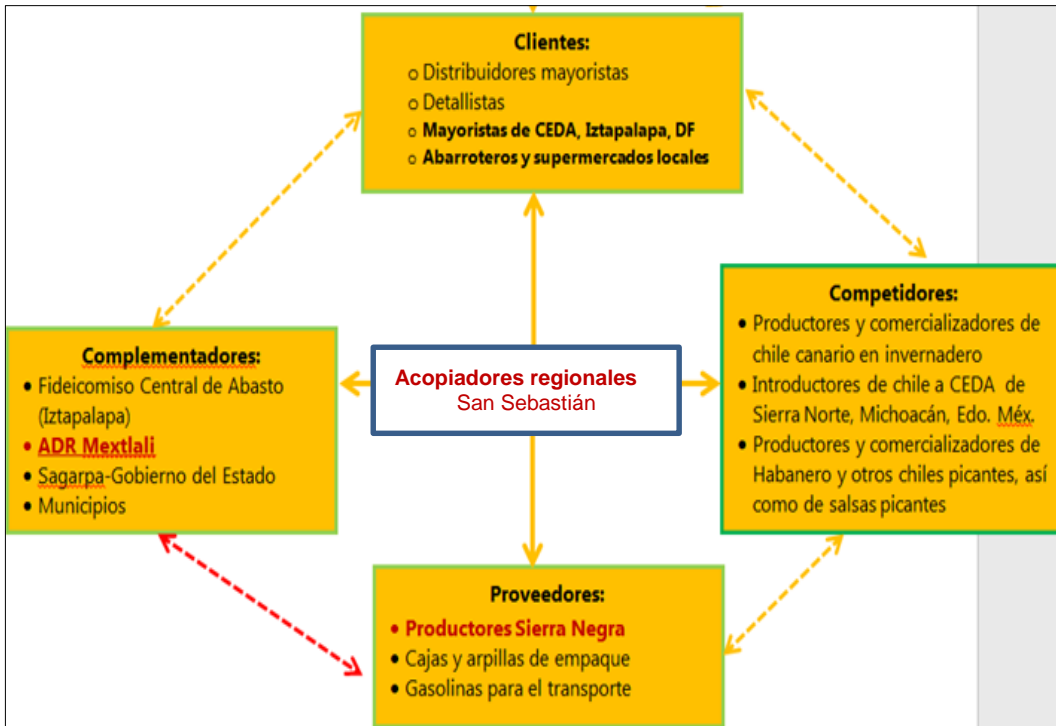 Clientes:
o Distribuidores mayoristas
o Detallistas
o Mayoristas de CEDA, Iztapalapa, DF
o Abarroteros y supermercados locales
Complementadores:
• Fideicomiso Central de Abasto
(Iztapalapa)
• ADR Mextlali
• Sagarpa-Gobierno del Estado
• Municipios
Acopiadores regionales
San Sebastián
Competidores:
• Productores y comercializadores de
chile canario en invernadero
• Introductores de chile a CEDA de
Sierra Norte, Michoacán, Edo. Méx.
• Productores y comercializadores de
Habanero y otros chiles picantes, así
como de salsas picantes
Proveedores:
• Productores Sierra Negra
• Cajas y arpillas de empaque
• Gasolinas para el transporte